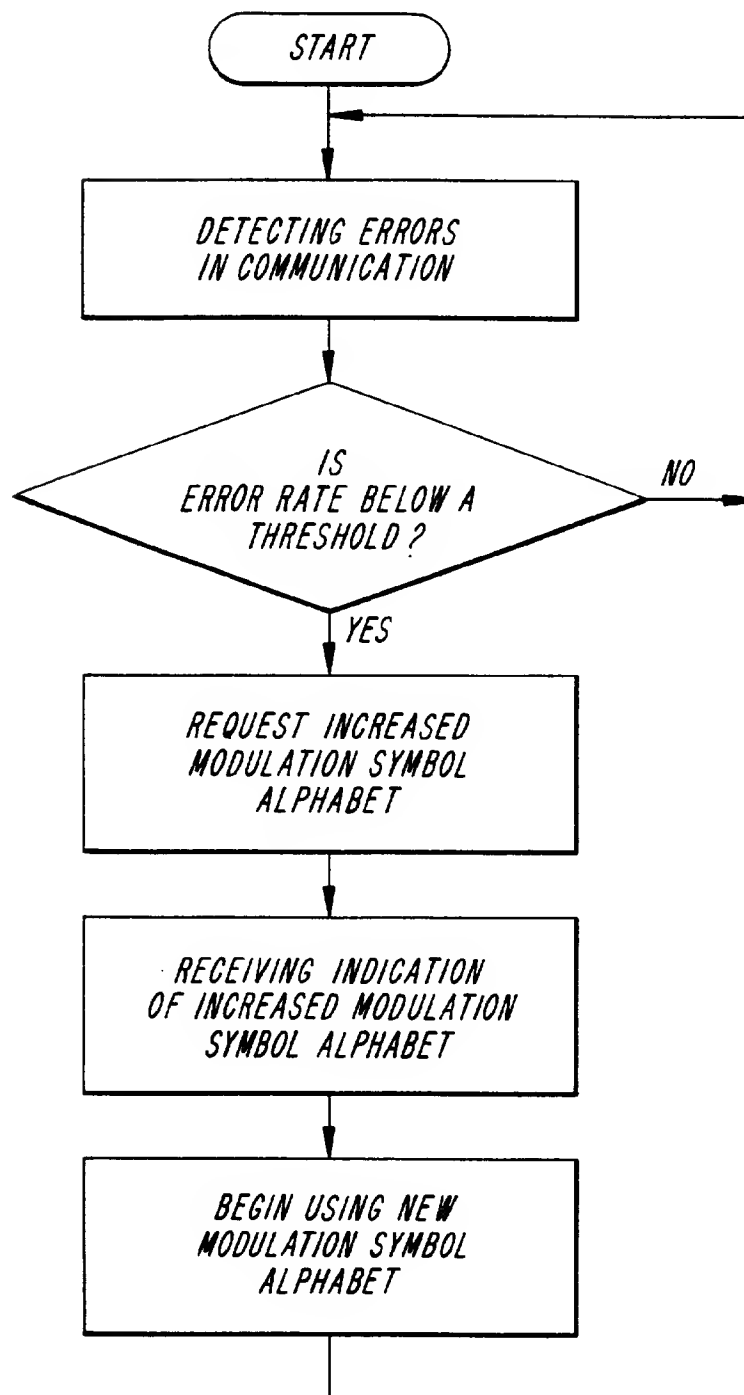 START
DETECTING ERRORS
IN COMMUNICATION
IS
ERROR RATE BELOW A
THRESHOLD?
NO
YES
REQUEST INCREASED
MODULATION SYMBOL
ALPHABET
RECEIVING INDICATION
OF INCREASED MODULATION
SYMBOL ALPHABET
BEGIN USING NEW
MODULATION SYMBOL
ALPHABET